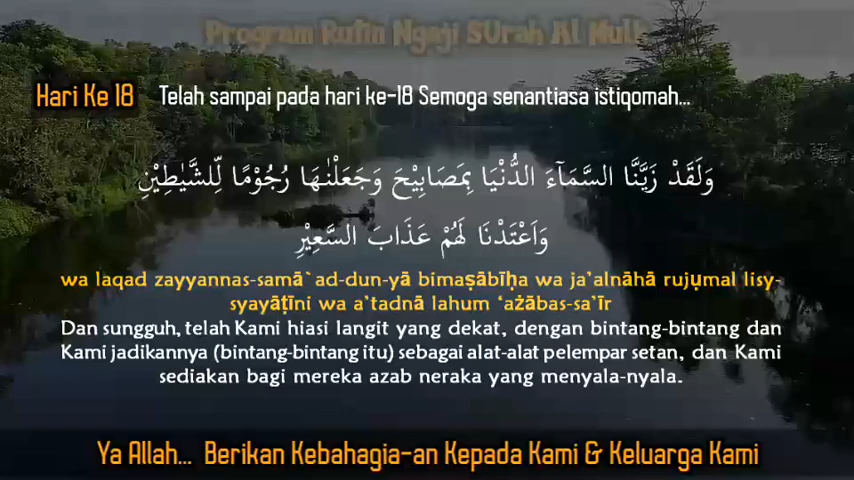 Program Rutin Ngaji SUrah Al Mulk
Hari Ke 18 Telah sampai pada hari ke-18 Semoga senantiasa istiqomah...
وَلَقَدْ زَيَّنَّا السَّمَاۤءَ الدُّنْيَا بِمَصَابِيْحَ وَجَعَلْنٰهَا رُجُوْمًا لِّلشَّيٰطِيْنِ
وَاَعْتَدْنَا لَهُمْ عَذَابَ السَّعِيْرِ
wa laqad zayyannas-samā`ad-dun-yā bimaṣābīḥa wa ja’alnāhā rujụmal lisy-
syayāṭīni wa a’tadnā lahum ‘ażābas-sa’īr
Dan sungguh, telah Kami hiasi langit yang dekat, dengan bintang-bintang dan
Kami jadikannya (bintang-bintang itu) sebagai alat-alat pelempar setan, dan Kami
sediakan bagi mereka azab neraka yang menyala-nyala.
Ya Allah... Berikan Kebahagia-an Kepada Kami & Keluarga Kami